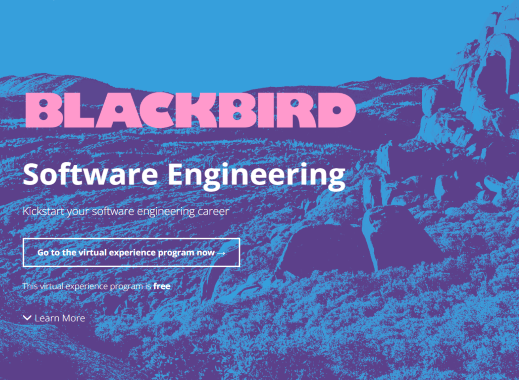 BLACKBIRD
Software Engineering
Kickstart your software engineering career
Go to the virtual experience program now →
This virtual experience program is free
Learn More